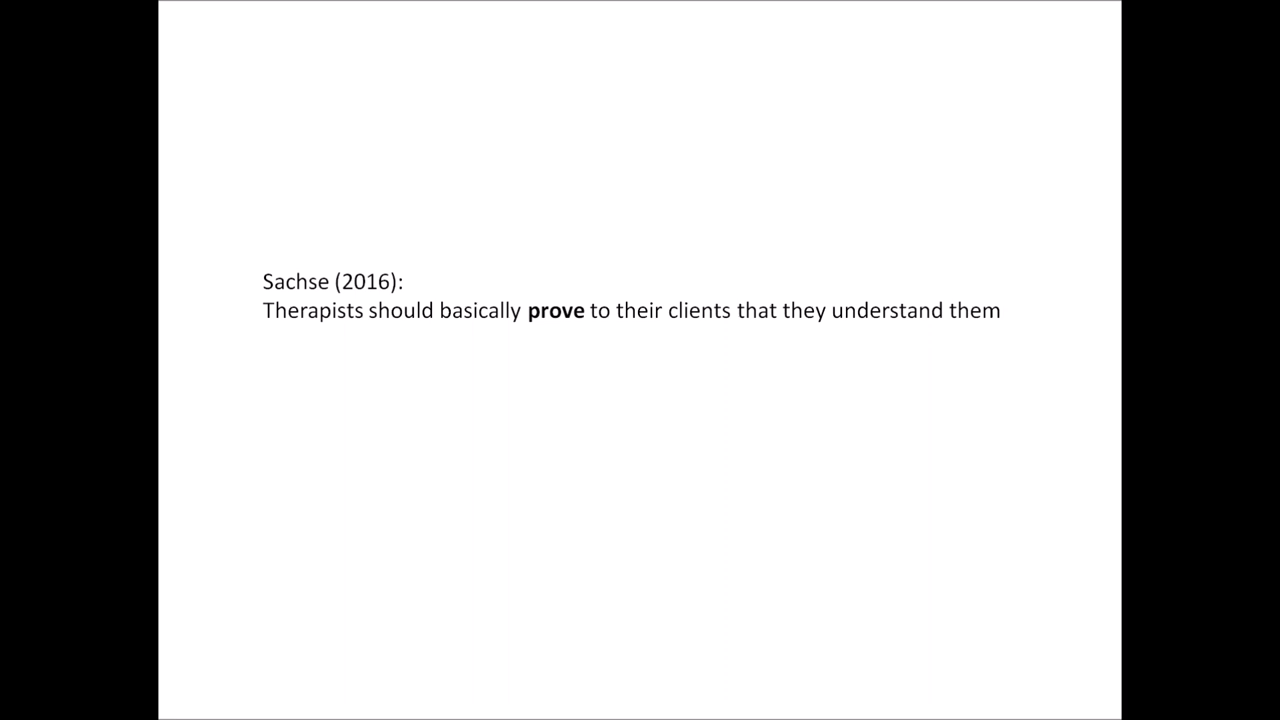 Sachse (2016):
Therapists should basically prove to their clients that they understand them